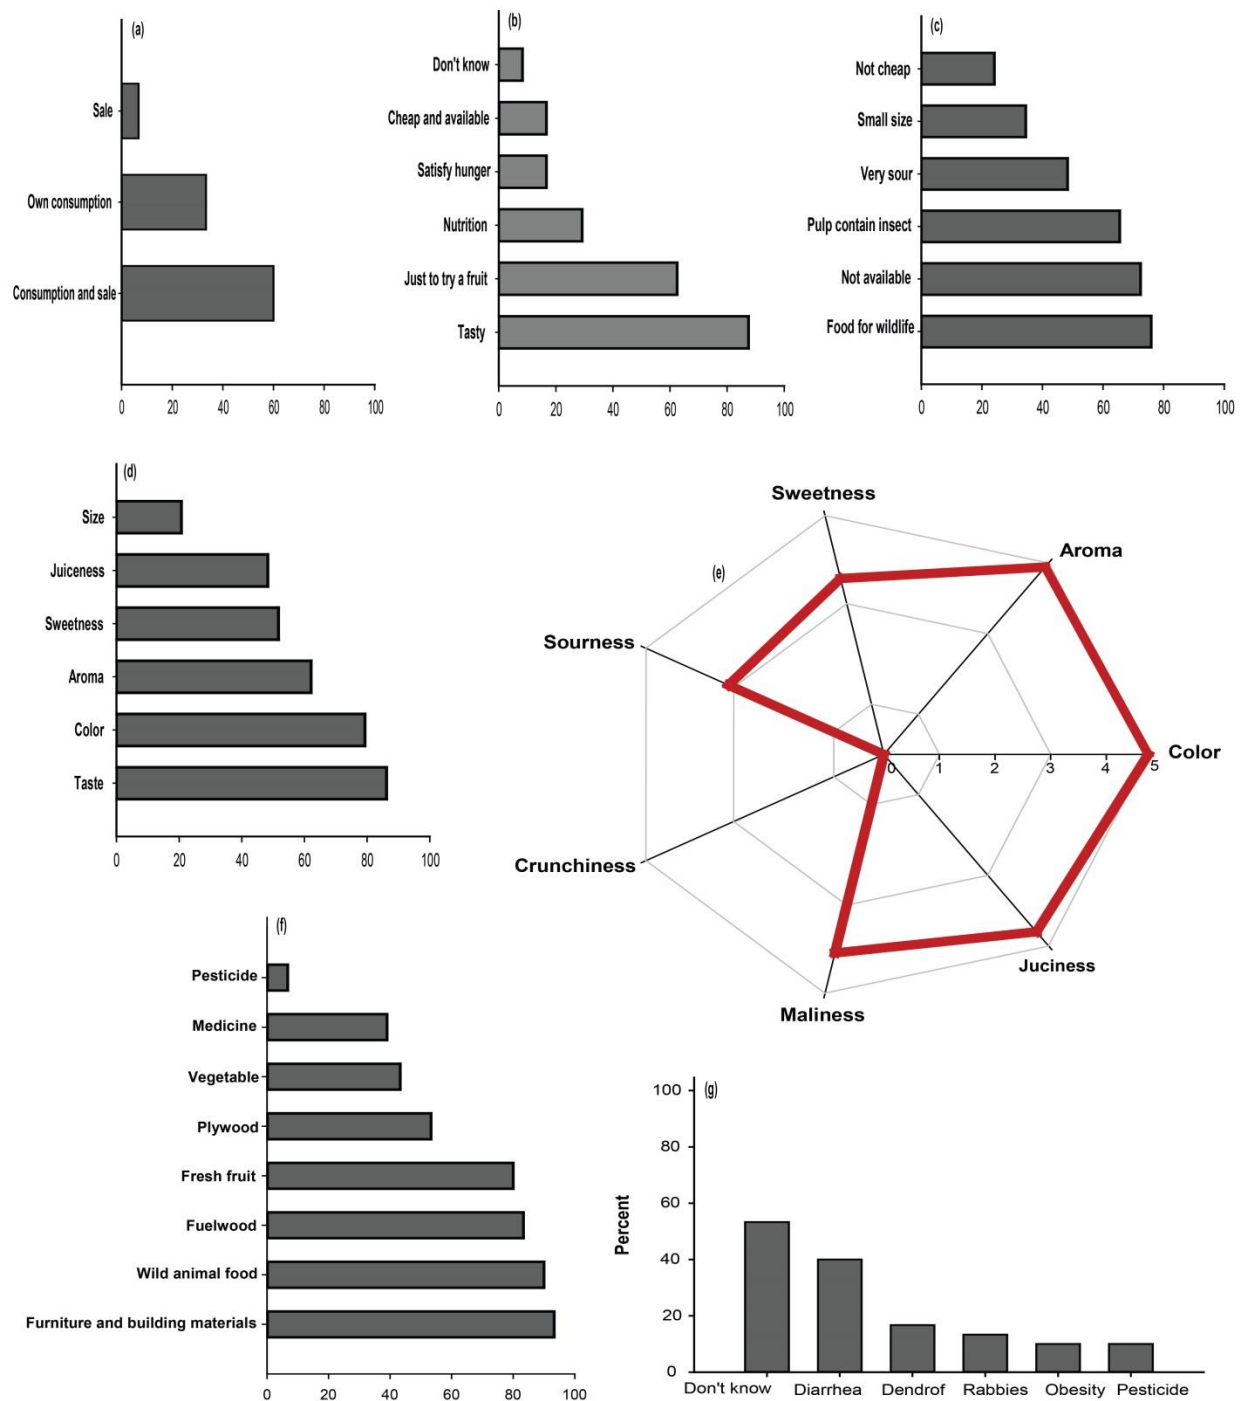 (a)
Sale
Own consumption
Consumption and sale
0 20 40 60 80 100
(b)
Don't know
Cheap and available
Satisfy hunger
Nutrition
Just to try a fruit
Tasty
0 20 40 60 80 100
(c)
Not cheap
Small size
Very sour
Pulp contain insect
Not available
Food for wildlife
0 20 40 60 80 100
(d)
Size
Juiceness
Sweetness
Aroma
Color
Taste
0 20 40 60 80 100
(e)
Sweetness
Aroma
Sourness
Color
0 1 2 3 4 5
Crunchiness
Juciness
Maliness
(f)
Pesticide
Medicine
Vegetable
Plywood
Fresh fruit
Fuelwood
Wild animal food
Furniture and building materials
0 20 40 60 80 100
(g)
Percent
100
80
60
40
20
0
Don't know Diarrhea Dendrof Rabbies Obesity Pesticide